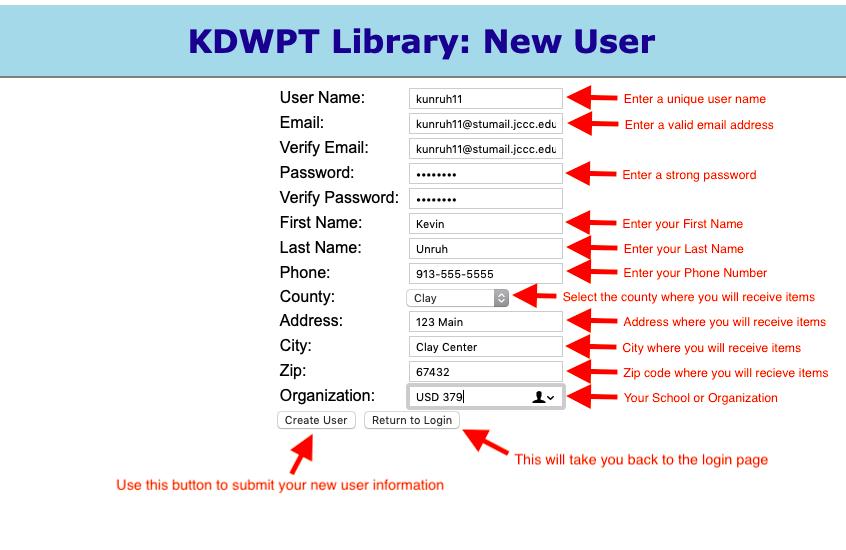 KDWPT Library: New User
User Name: kunruh11 Enter a unique user name
Email: kunruh11@stumail.jccc.edu Enter a valid email address
Verify Email: kunruh11@stumail.jccc.edu
Password: •••••••• Enter a strong password
Verify Password: ••••••••
First Name: Kevin Enter your First Name
Last Name: Unruh Enter your Last Name
Phone: 913-555-5555 Enter your Phone Number
County: Clay Select the county where you will receive items
Address: 123 Main Address where you will receive items
City: Clay Center City where you will receive items
Zip: 67432 Zip code where you will recieve items
Organization: USD 379 Your School or Organization
Create User Return to Login
This will take you back to the login page
Use this button to submit your new user information